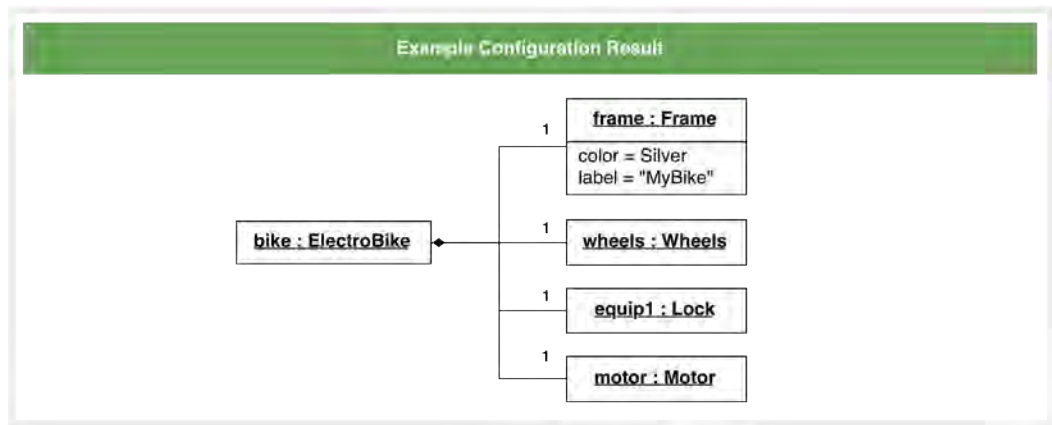 Example Configuration Result
1
frame : Frame
color = Silver
label = "MyBike"
bike : ElectroBike
1
wheels : Wheels
1
equip1 : Lock
1
motor : Motor